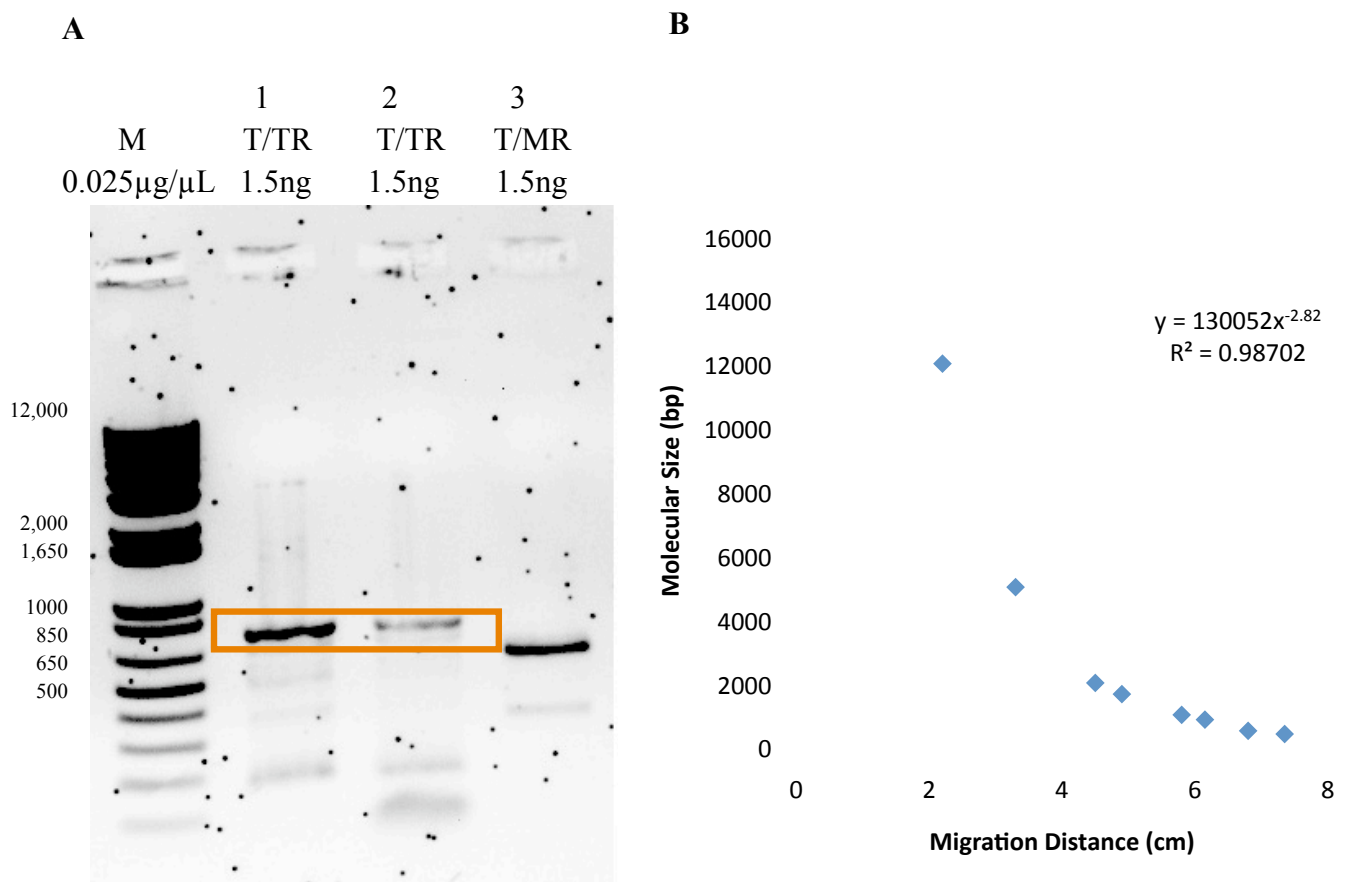 A
1 2 3
M T/TR T/TR T/MR
0.025µg/µL 1.5ng 1.5ng 1.5ng
12,000
2,000
1,650
1000
850
650
500
B
16000
14000
12000
10000
8000
6000
4000
2000
0
0 2 4 6 8
Molecular Size (bp)
Migration Distance (cm)
y = 130052x^-2.82
R² = 0.98702